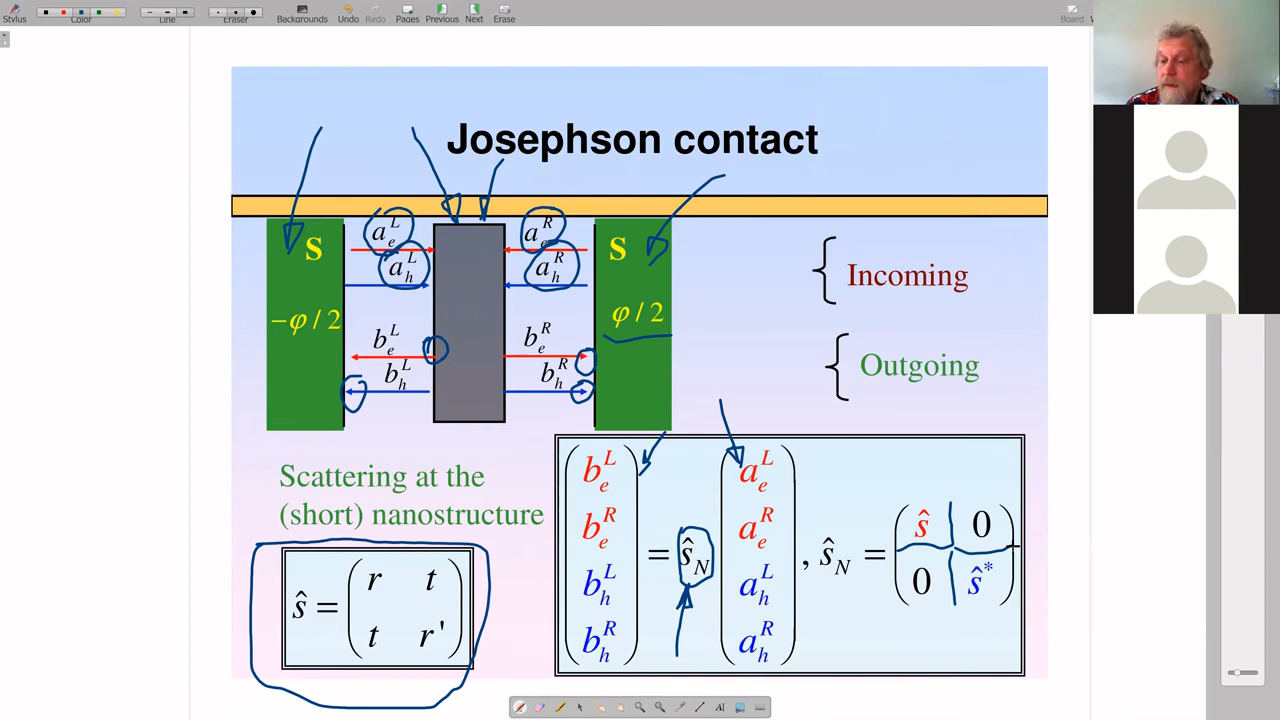 Stylus Color Line Eraser Backgrounds Undo Redo Pages Previous Next Erase Board
Josephson contact
S a_e^L a_e^R S
a_h^L a_h^R
Incoming
−φ/2 φ/2
b_e^L b_e^R
b_h^L b_h^R
Outgoing
Scattering at the
(short) nanostructure
ŝ = ( r t
t r' )
( b_e^L
b_e^R
b_h^L
b_h^R ) = ŝ_N ( a_e^L
a_e^R
a_h^L
a_h^R ) , ŝ_N = ( ŝ 0
0 ŝ* )
AI